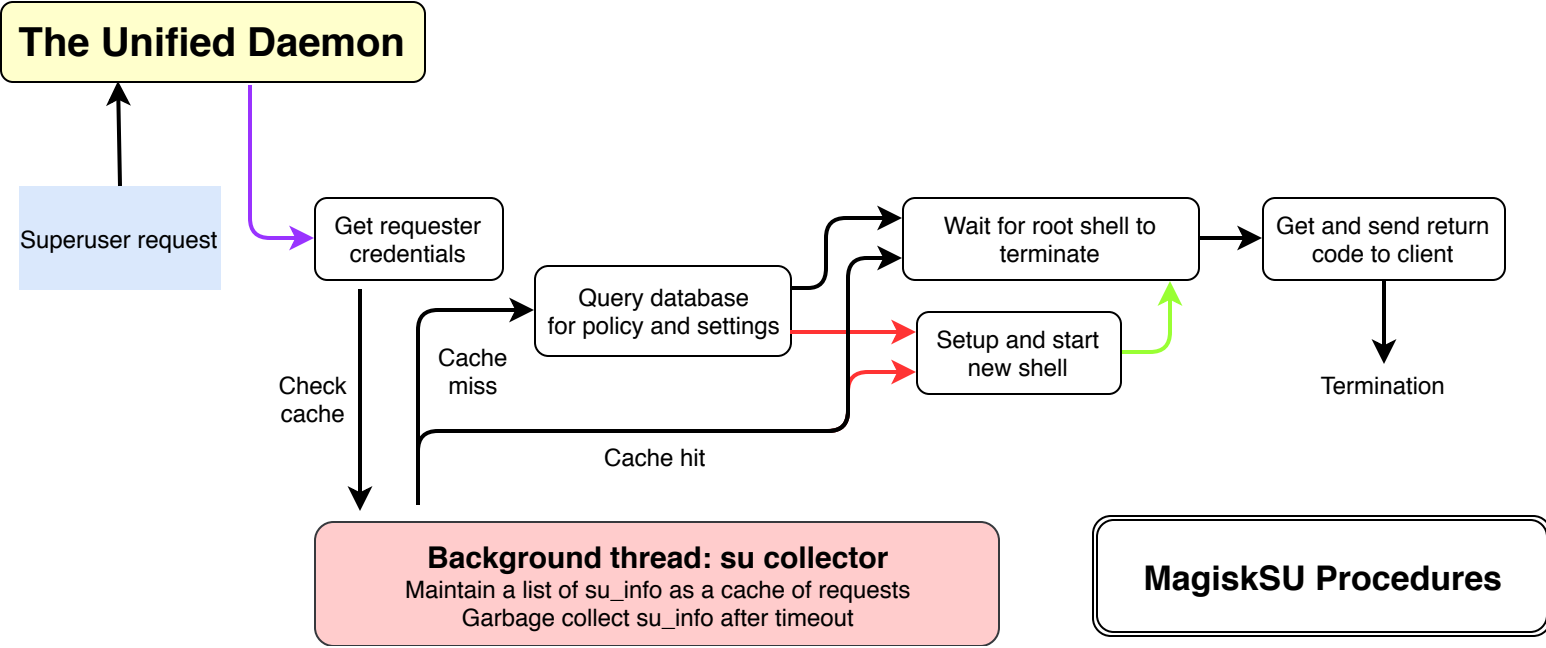 The Unified Daemon
Superuser request
Get requester
credentials
Check
cache
Cache
miss
Query database
for policy and settings
Cache hit
Wait for root shell to
terminate
Setup and start
new shell
Get and send return
code to client
Termination
Background thread: su collector
Maintain a list of su_info as a cache of requests
Garbage collect su_info after timeout
MagiskSU Procedures